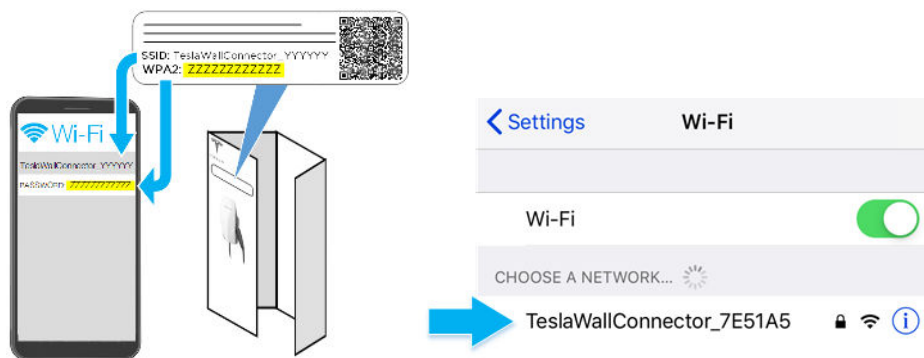 SSID: TeslaWallConnector_YYYYYY
WPA2: ZZZZZZZZZZZZ
Wi-Fi
TeslaWallConnector_YYYYYY
PASSWORD: ZZZZZZZZZZZZ
Settings
Wi-Fi
Wi-Fi
CHOOSE A NETWORK...
TeslaWallConnector_7E51A5